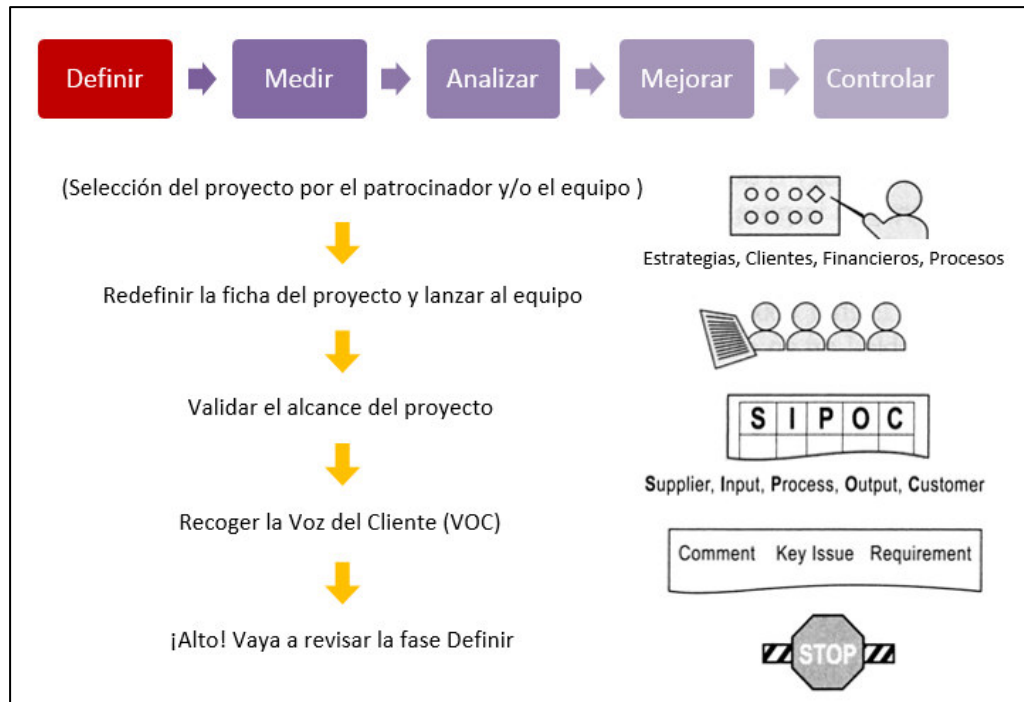 Definir
Medir
Analizar
Mejorar
Controlar
(Selección del proyecto por el patrocinador y/o el equipo )
Estrategias, Clientes, Financieros, Procesos
Redefinir la ficha del proyecto y lanzar al equipo
Validar el alcance del proyecto
S I P O C
Supplier, Input, Process, Output, Customer
Recoger la Voz del Cliente (VOC)
Comment Key Issue Requirement
¡Alto! Vaya a revisar la fase Definir
STOP